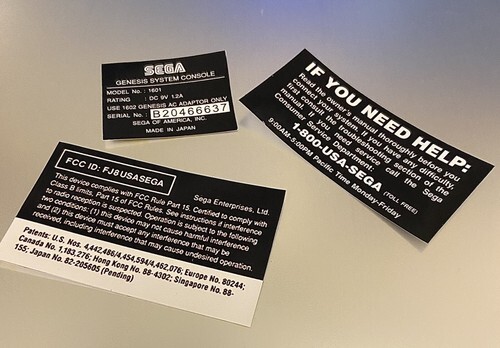 SEGA
GENESIS SYSTEM CONSOLE
MODEL No. : 1601
RATING : DC 9V 1.2A
USE 1602 GENESIS AC ADAPTOR ONLY
SERIAL No. : B20466637
SEGA OF AMERICA, INC.
MADE IN JAPAN
IF YOU NEED HELP:
Read the owner's manual thoroughly before you
connect your system. If you have any difficulty,
first consult the troubleshooting section of the
manual. If you need service call the Sega
Consumer Service Department:
1-800-USA-SEGA (TOLL FREE)
9:00AM-5:00PM Pacific Time Monday-Friday
FCC ID: FJ8USASEGA
Sega Enterprises, Ltd.
This device complies with FCC Rule Part 15. Certified to comply with
Class B limits, Part 15 of FCC Rules. See instructions if interference
to radio reception is suspected. Operation is subject to the following
two conditions: (1) this device may not cause harmful interference
and (2) this device must accept any interference that may be
received including interference that may cause undesired operation.
Patents: U.S. Nos. 4,442,486/4,454,594/4,462,076; Europe No. 80244;
Canada No. 1,183,276; Hong Kong No. 88-4302; Singapore No. 88-
155; Japan No. 82-205605 (Pending)